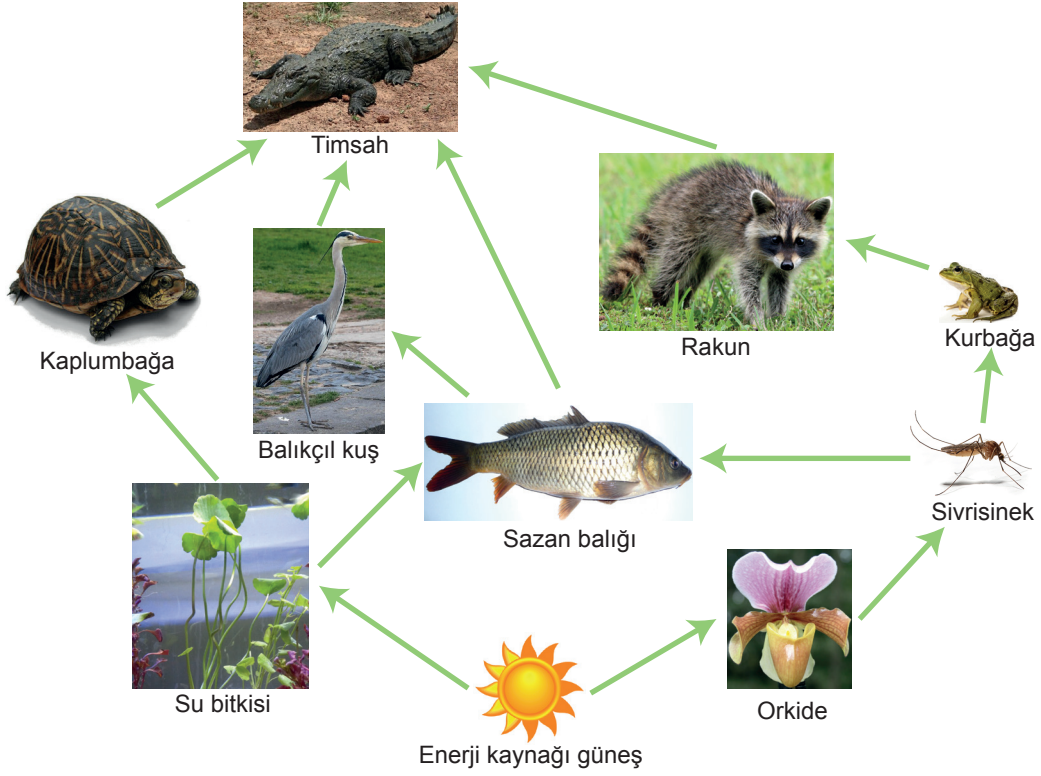 Timsah
Kaplumbağa
Balıkçıl kuş
Rakun
Kurbağa
Sazan balığı
Sivrisinek
Su bitkisi
Orkide
Enerji kaynağı güneş